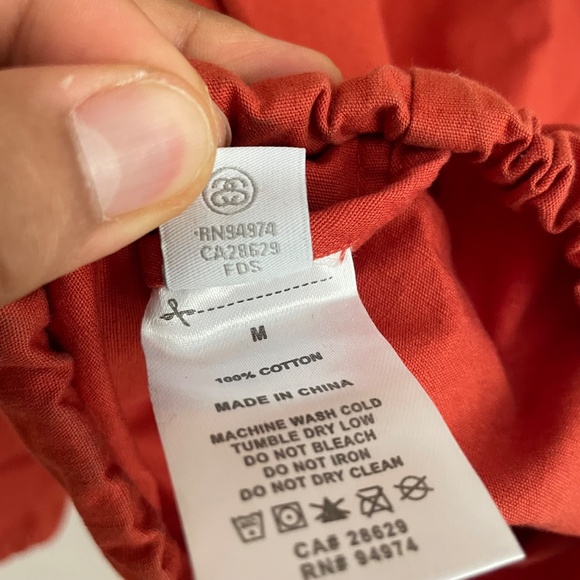 RN94974
CA28629
FDS
M
100% COTTON
MADE IN CHINA
MACHINE WASH COLD
TUMBLE DRY LOW
DO NOT BLEACH
DO NOT IRON
DO NOT DRY CLEAN
CA# 28629
RN# 94974